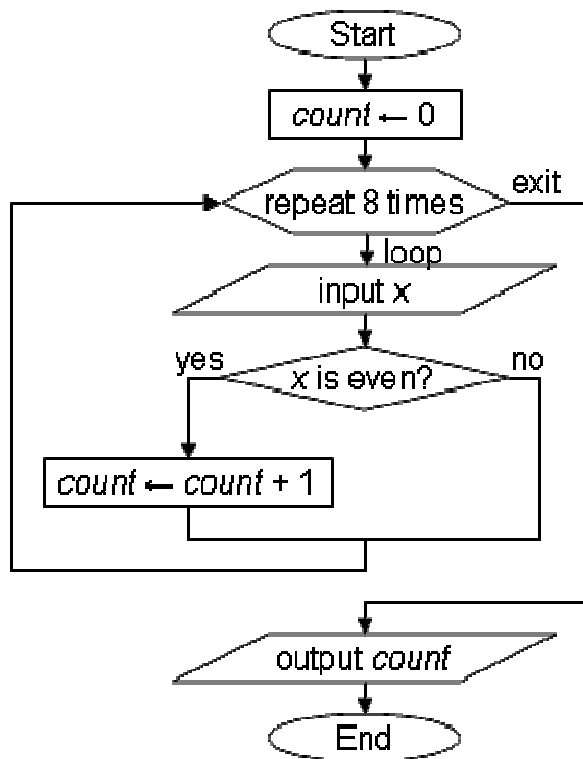 Start
count ← 0
repeat 8 times
exit
loop
input x
yes
x is even?
no
count ← count + 1
output count
End